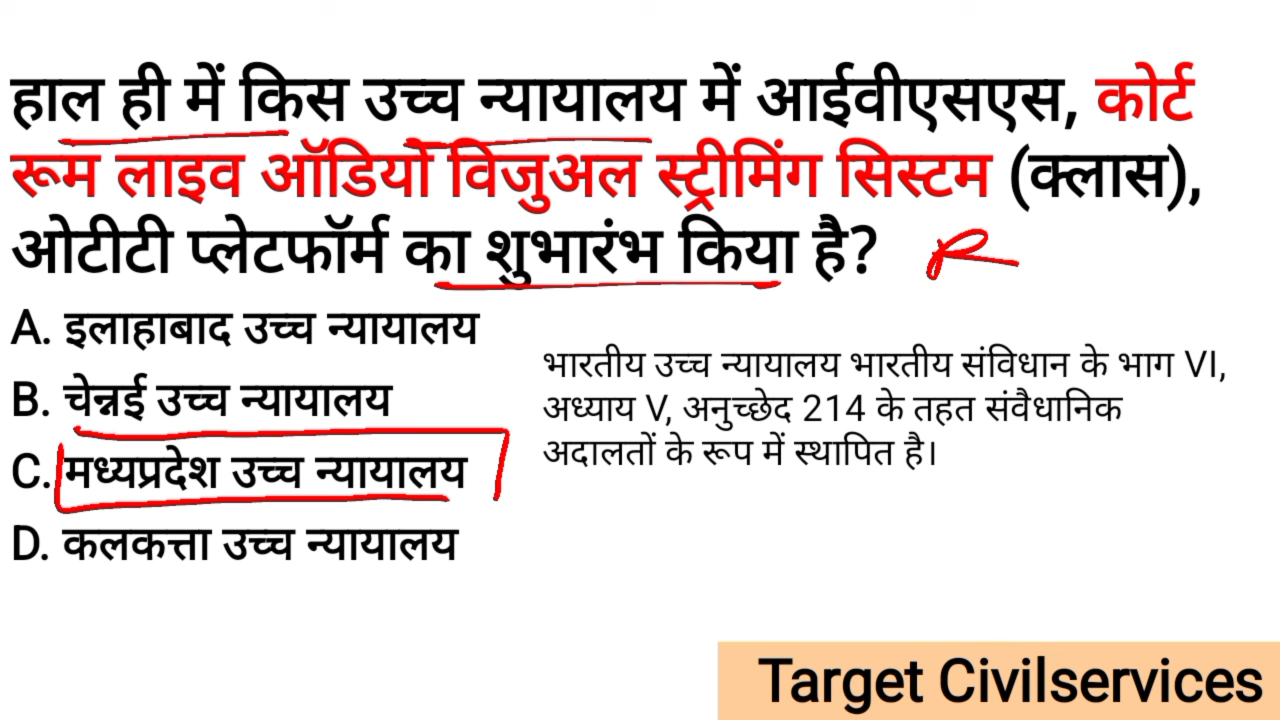 हाल ही में किस उच्च न्यायालय में आईवीएसएस, कोर्ट
रूम लाइव ऑडियो विजुअल स्ट्रीमिंग सिस्टम (क्लास),
ओटीटी प्लेटफॉर्म का शुभारंभ किया है?
A. इलाहाबाद उच्च न्यायालय
B. चेन्नई उच्च न्यायालय
C. मध्यप्रदेश उच्च न्यायालय
D. कलकत्ता उच्च न्यायालय
भारतीय उच्च न्यायालय भारतीय संविधान के भाग VI,
अध्याय V, अनुच्छेद 214 के तहत संवैधानिक
अदालतों के रूप में स्थापित है।
Target Civilservices